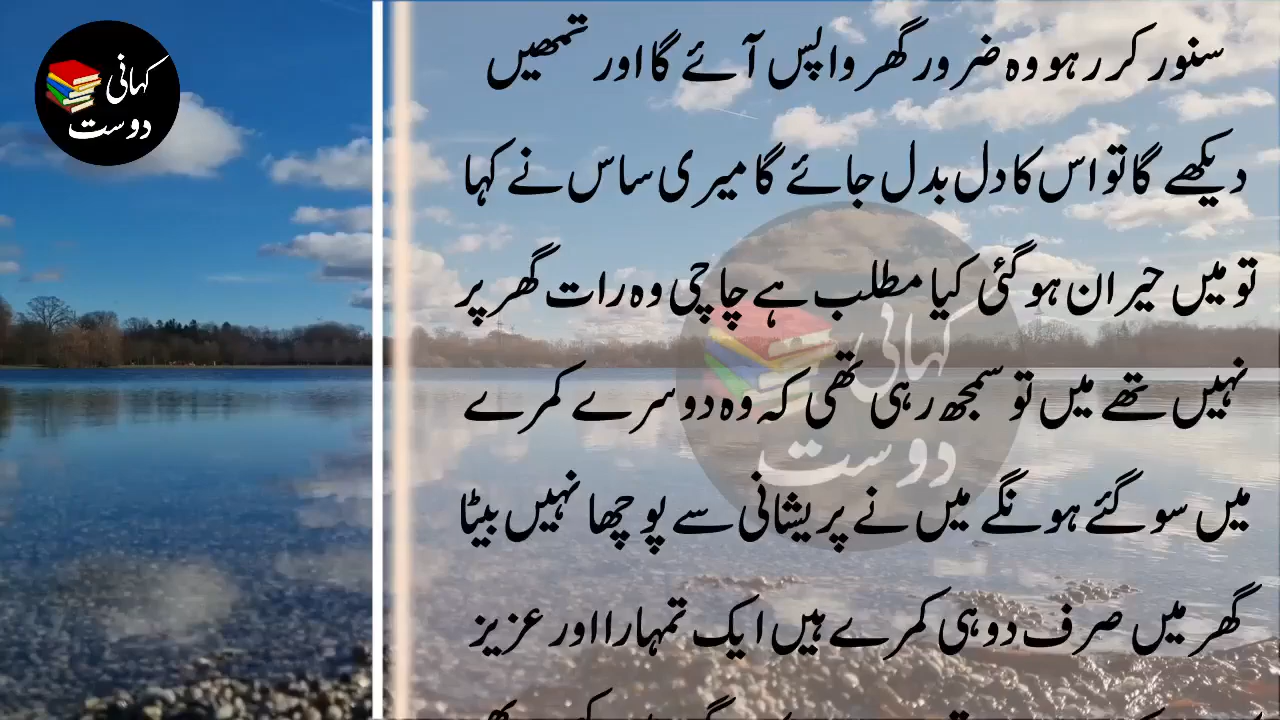 کہانی
دوست
سنور کر رہو وہ ضرور گھر واپس آئے گا اور تمھیں
دیکھے گا تو اس کا دل بدل جائے گا میری ساس نے کہا
تو میں حیران ہو گئی کیا مطلب ہے چاچی وہ رات گھر پر
نہیں تھے میں تو سمجھ رہی تھی کہ وہ دوسرے کمرے
میں سو گئے ہونگے میں نے پریشانی سے پوچھا نہیں بیٹا
گھر میں صرف دو ہی کمرے ہیں ایک تمہارا اور عزیز
کہانی
دوست